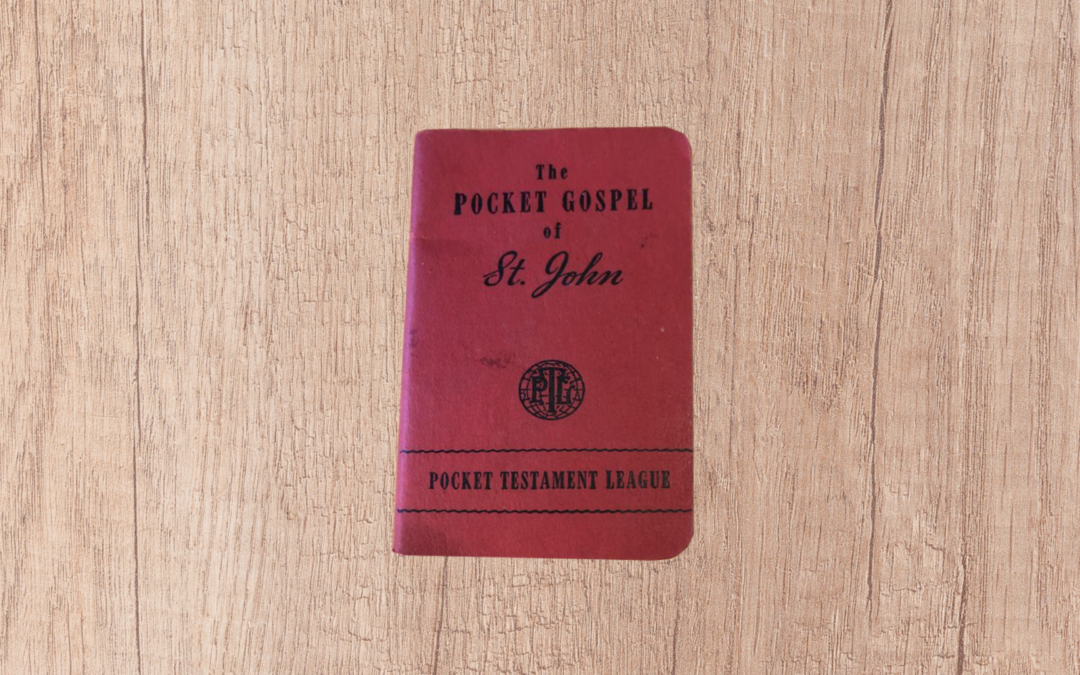 The
POCKET GOSPEL
of
St. John
PTL
POCKET TESTAMENT LEAGUE